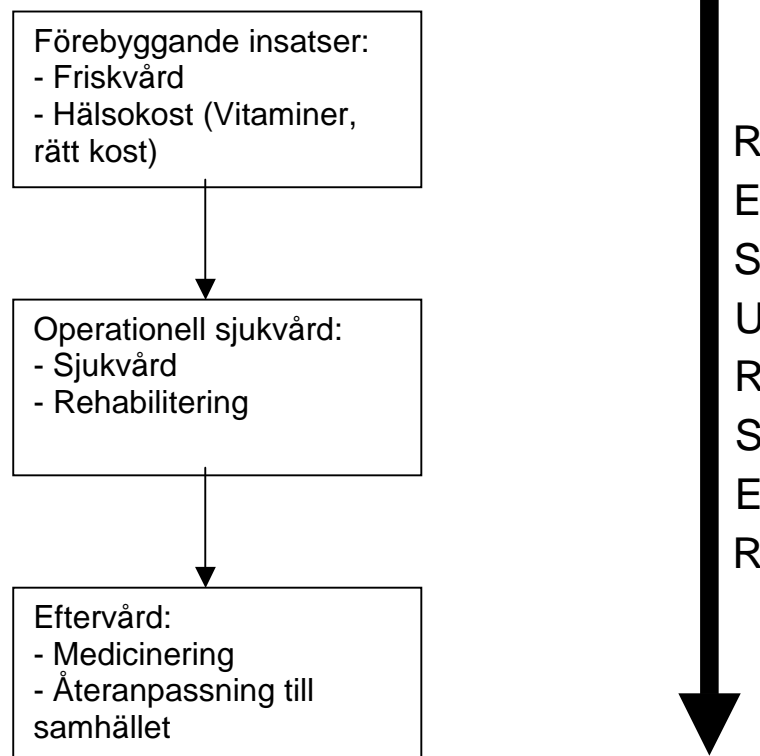 Förebyggande insatser:
- Friskvård
- Hälsokost (Vitaminer,
rätt kost)
Operationell sjukvård:
- Sjukvård
- Rehabilitering
Eftervård:
- Medicinering
- Återanpassning till
samhället
R
E
S
U
R
S
E
R